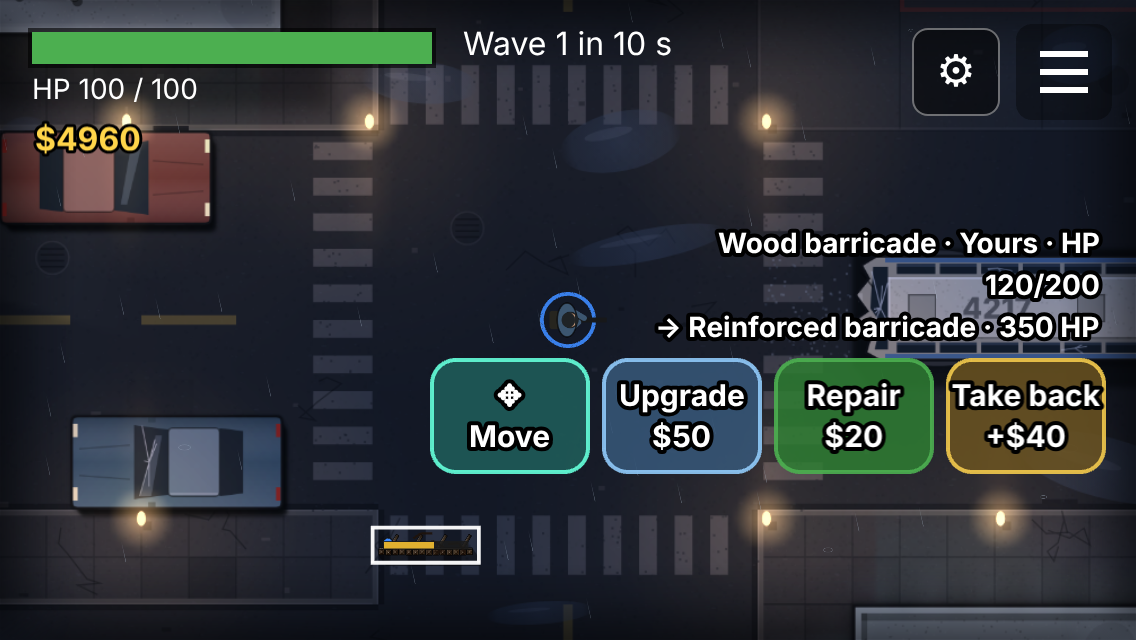 Wave 1 in 10 s
HP 100 / 100
$4960
Wood barricade · Yours · HP
120/200
→ Reinforced barricade · 350 HP
Move
Upgrade
$50
Repair
$20
Take back
+$40